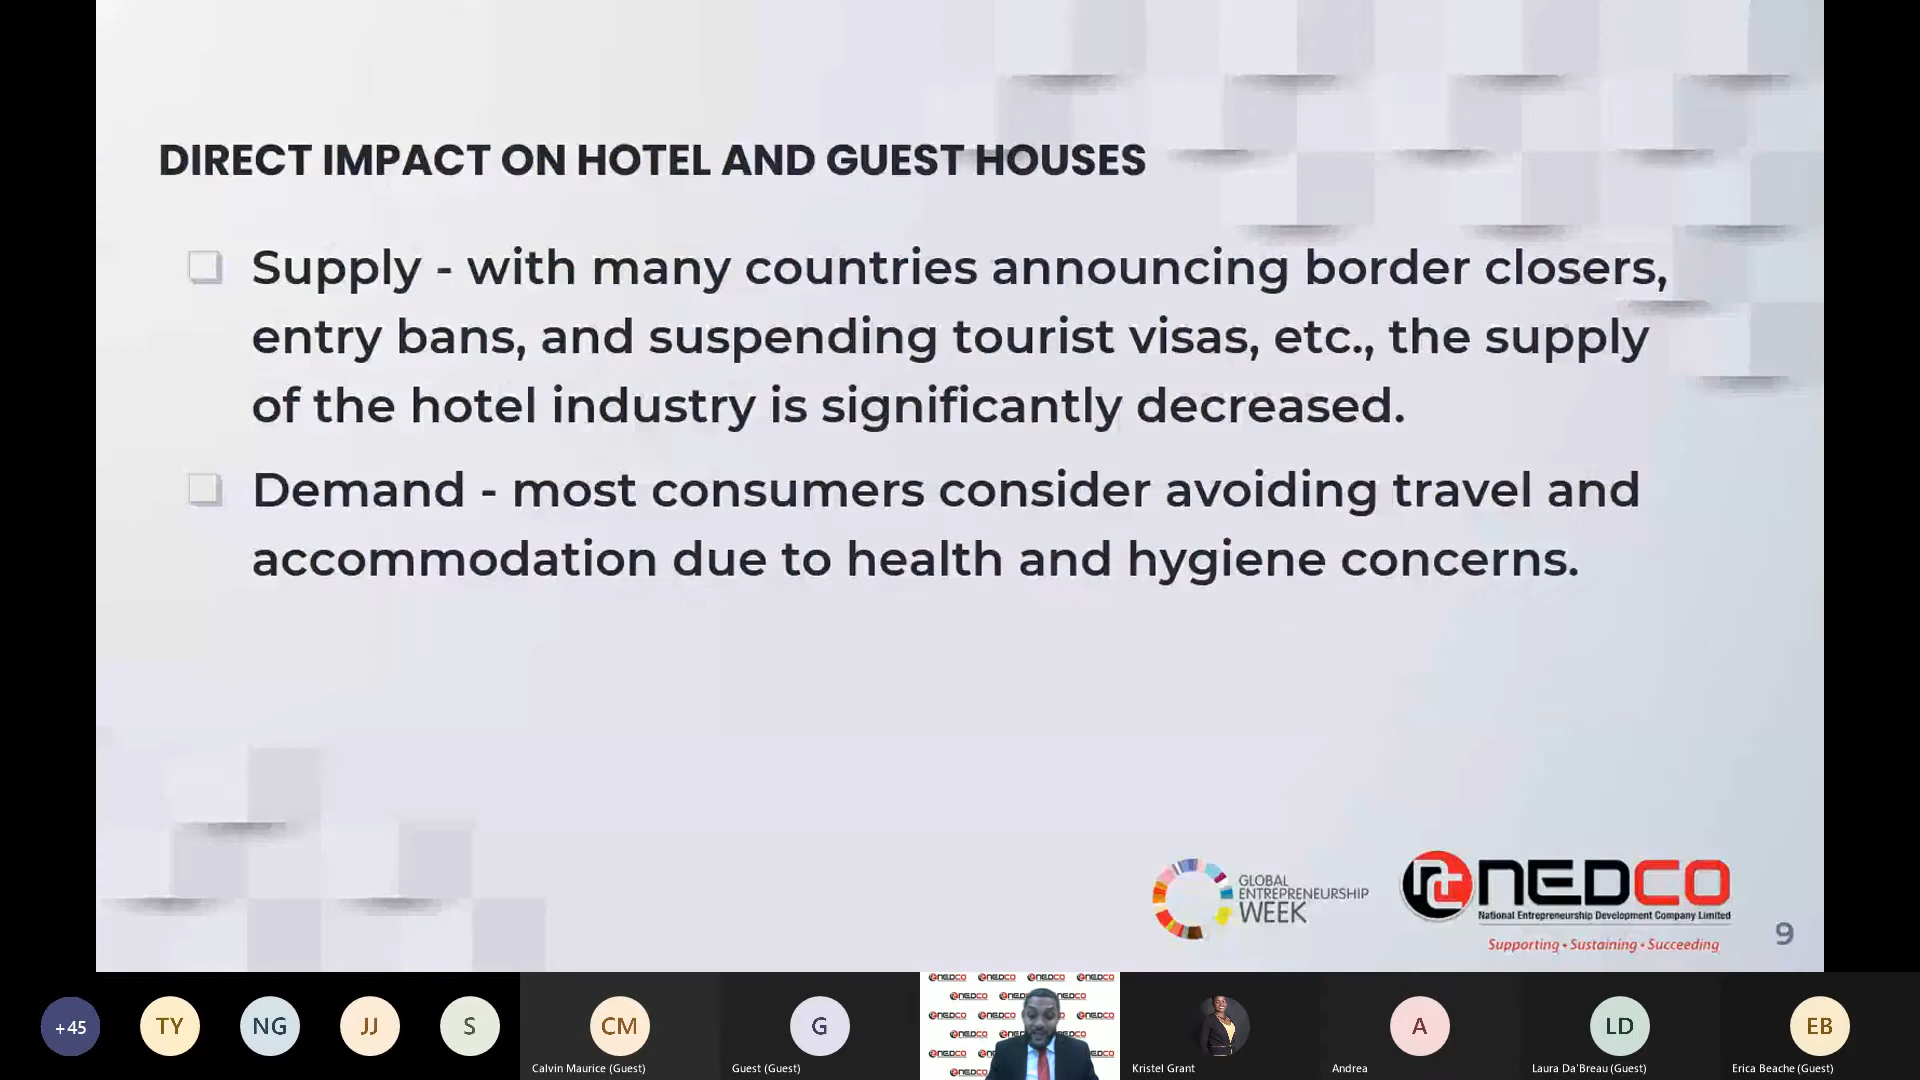 DIRECT IMPACT ON HOTEL AND GUEST HOUSES
Supply - with many countries announcing border closers,
entry bans, and suspending tourist visas, etc., the supply
of the hotel industry is significantly decreased.
Demand - most consumers consider avoiding travel and
accommodation due to health and hygiene concerns.
GLOBAL
ENTREPRENEURSHIP
WEEK
NEDCO
National Entrepreneurship Development Company Limited
Supporting • Sustaining • Succeeding
9
+45
TY
NG
JJ
S
CM
Calvin Maurice (Guest)
G
Guest (Guest)
NEDCO NEDCO NEDCO NEDCO
Kristel Grant
A
Andrea
LD
Laura Da'Breau (Guest)
EB
Erica Beache (Guest)